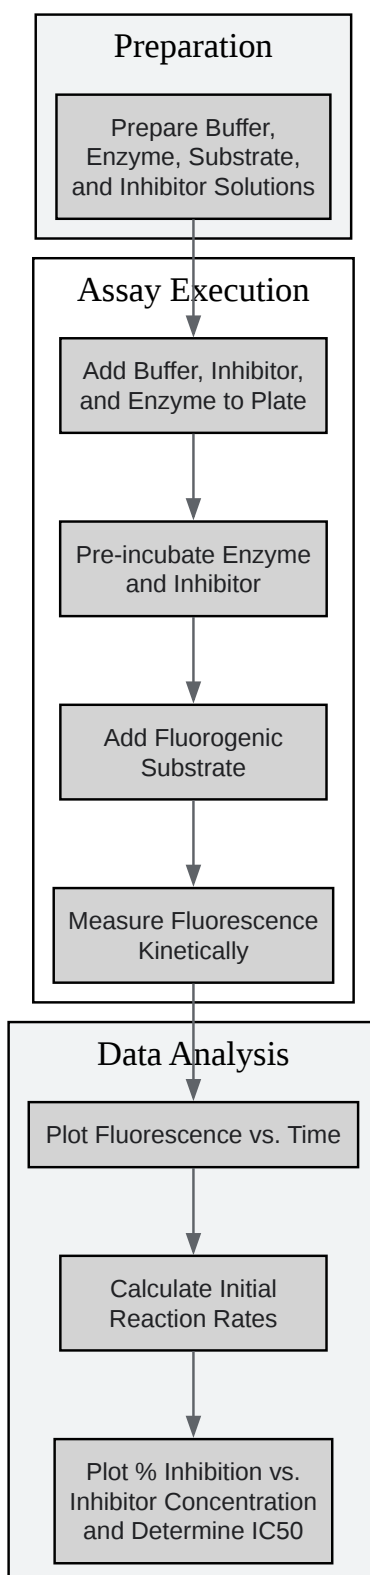 Preparation
Prepare Buffer,
Enzyme, Substrate,
and Inhibitor Solutions
Assay Execution
Add Buffer, Inhibitor,
and Enzyme to Plate
Pre-incubate Enzyme
and Inhibitor
Add Fluorogenic
Substrate
Measure Fluorescence
Kinetically
Data Analysis
Plot Fluorescence vs. Time
Calculate Initial
Reaction Rates
Plot % Inhibition vs.
Inhibitor Concentration
and Determine IC50